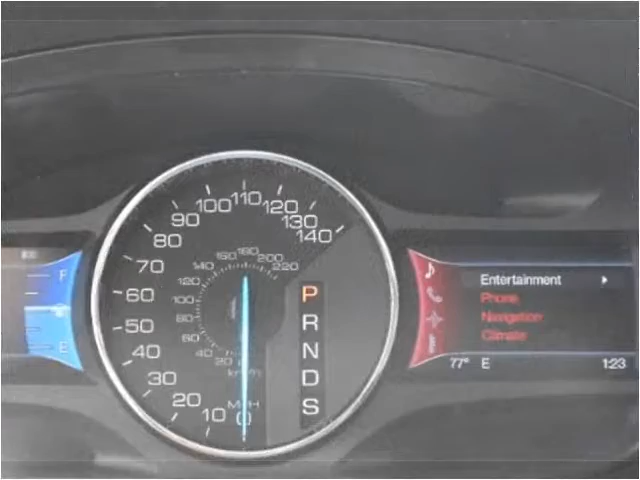 110
100
120
90
130
80
140
70
60
50
40
30
20
10
0
MPH
160
180
140
200
120
220
100
80
60
40
20
km/h
P
R
N
D
S
F
E
Entertainment
Phone
Navigation
Climate
77° E 1:23